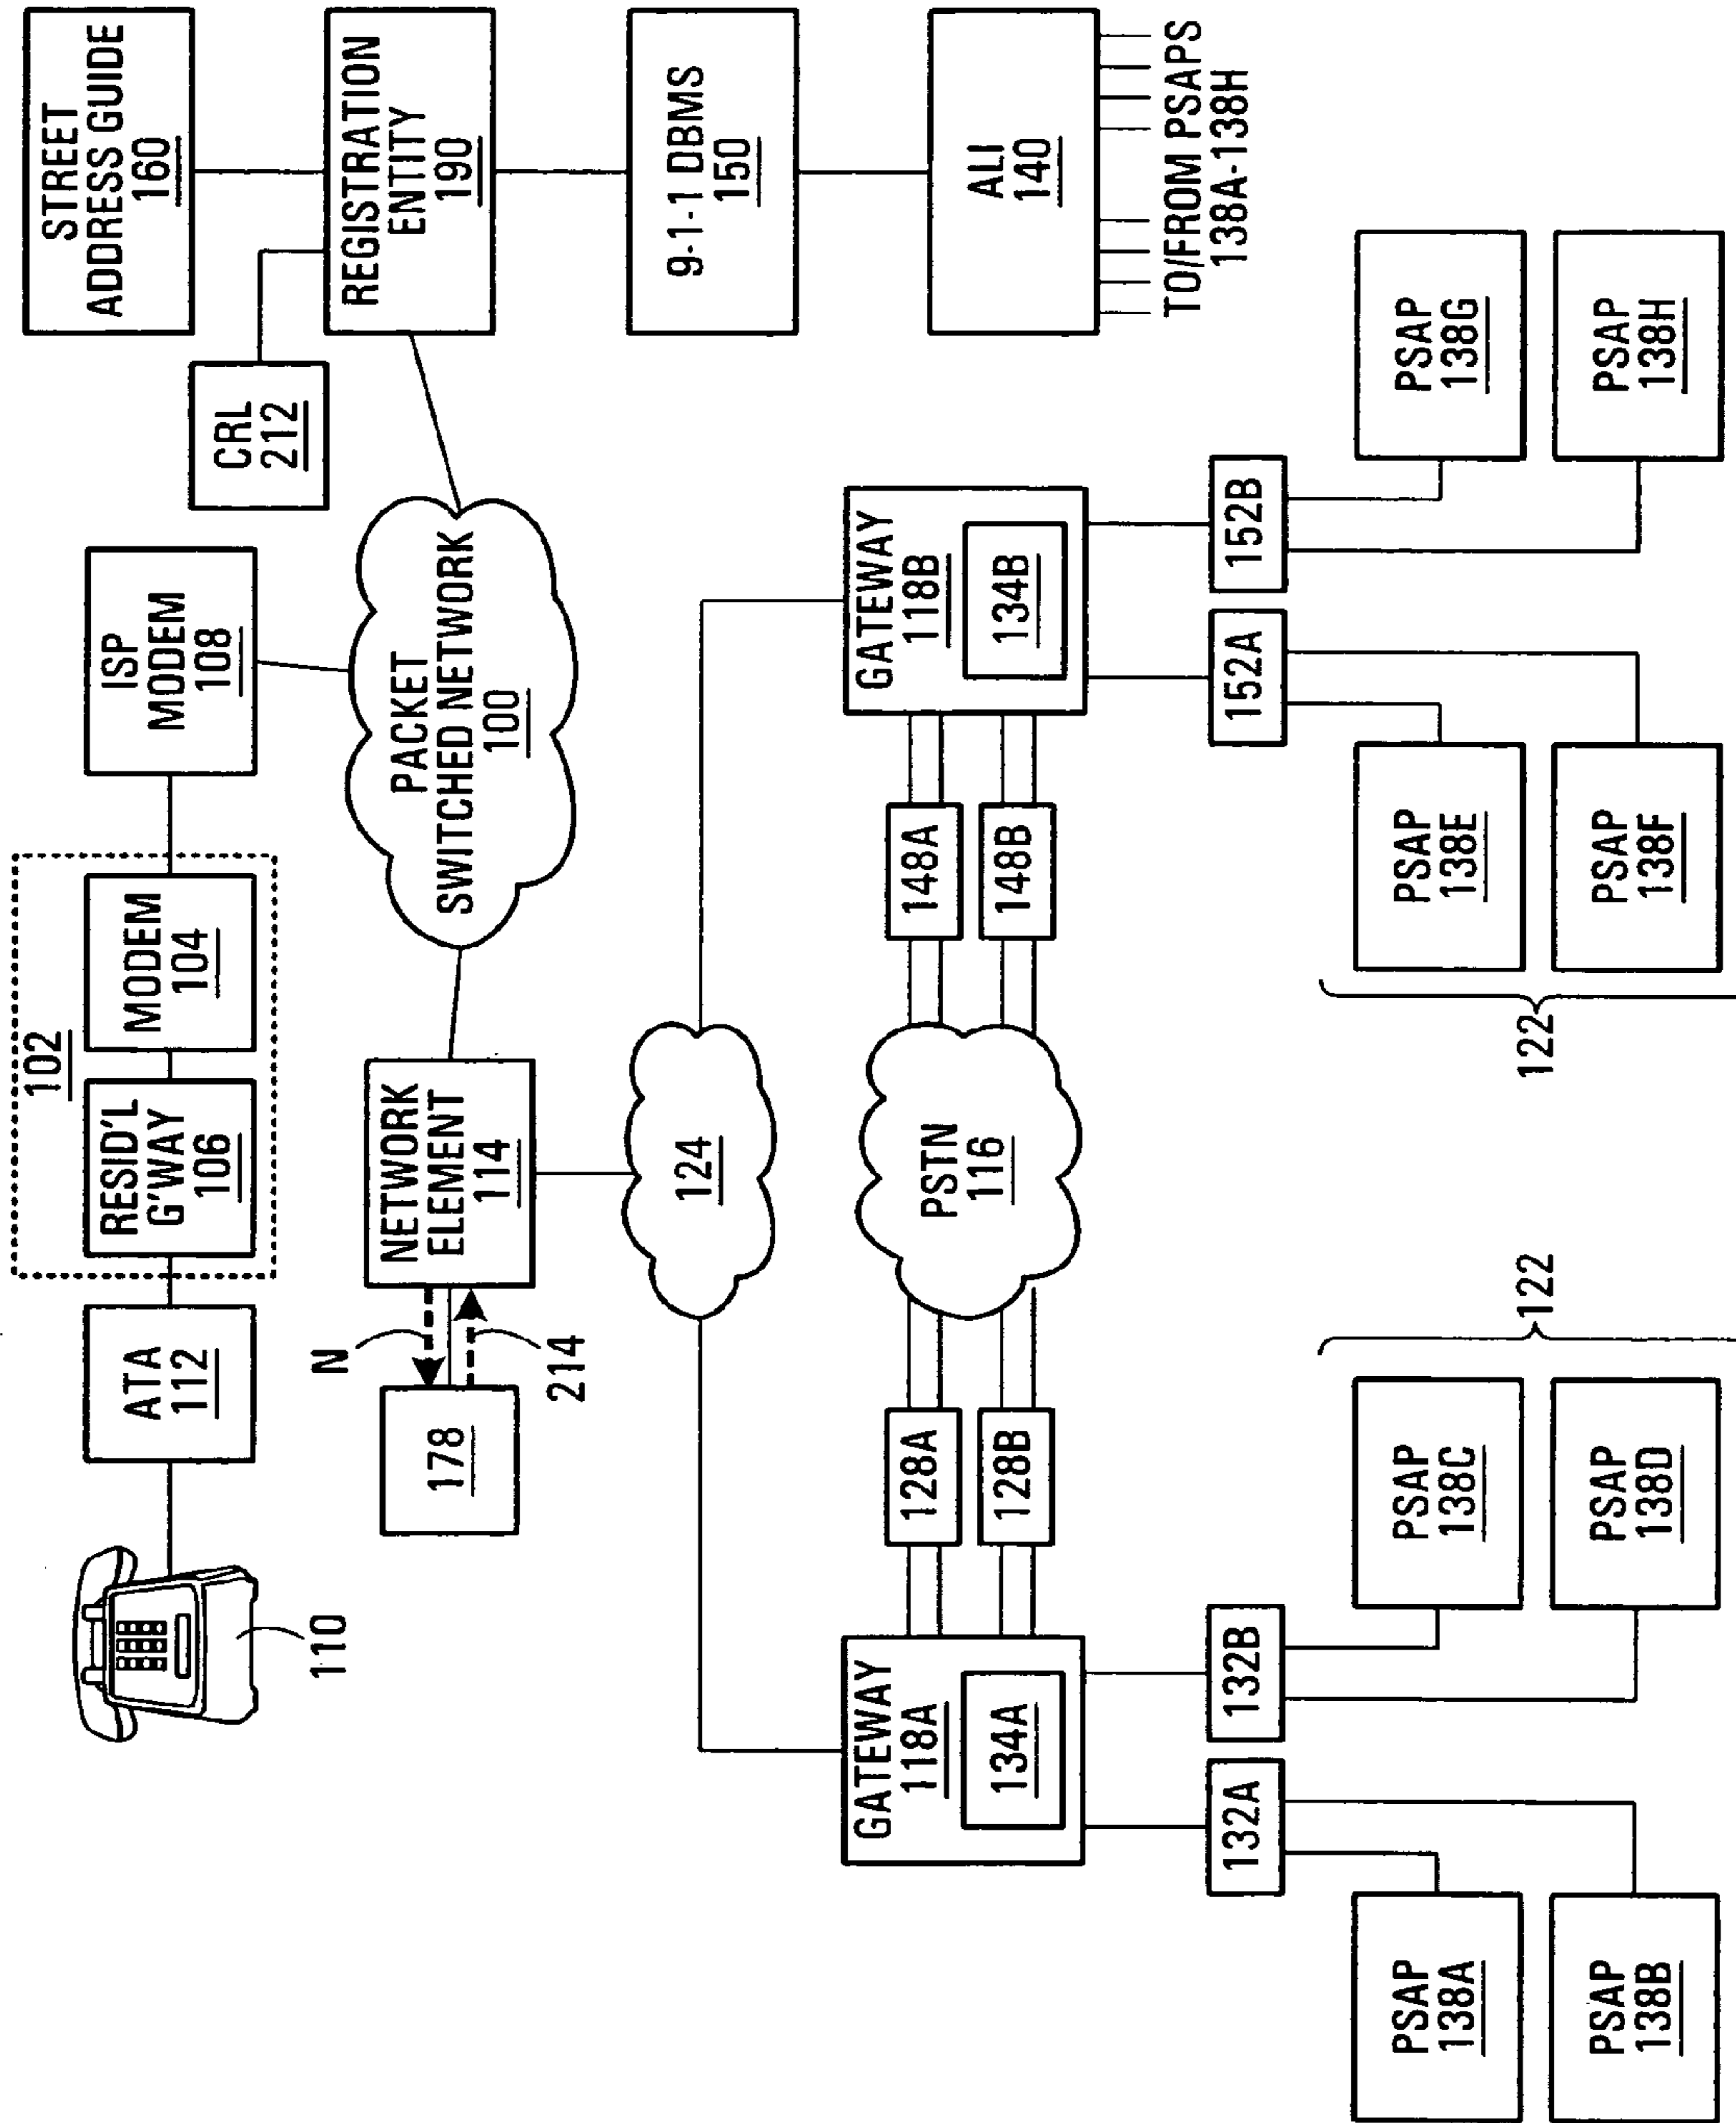 110
ATA
112
102
RESID'L
G'WAY
106
MODEM
104
ISP
MODEM
108
STREET
ADDRESS GUIDE
160
CRL
212
REGISTRATION
ENTITY
190
9-1-1 DBMS
150
ALI
140
TO/FROM PSAPS
138A-138H
178
N
214
NETWORK
ELEMENT
114
PACKET
SWITCHED NETWORK
100
124
GATEWAY
118A
134A
128A
128B
PSTN
116
148A
148B
GATEWAY
118B
134B
132A
132B
152A
152B
PSAP
138A
PSAP
138B
PSAP
138C
PSAP
138D
122
122
PSAP
138E
PSAP
138F
PSAP
138G
PSAP
138H